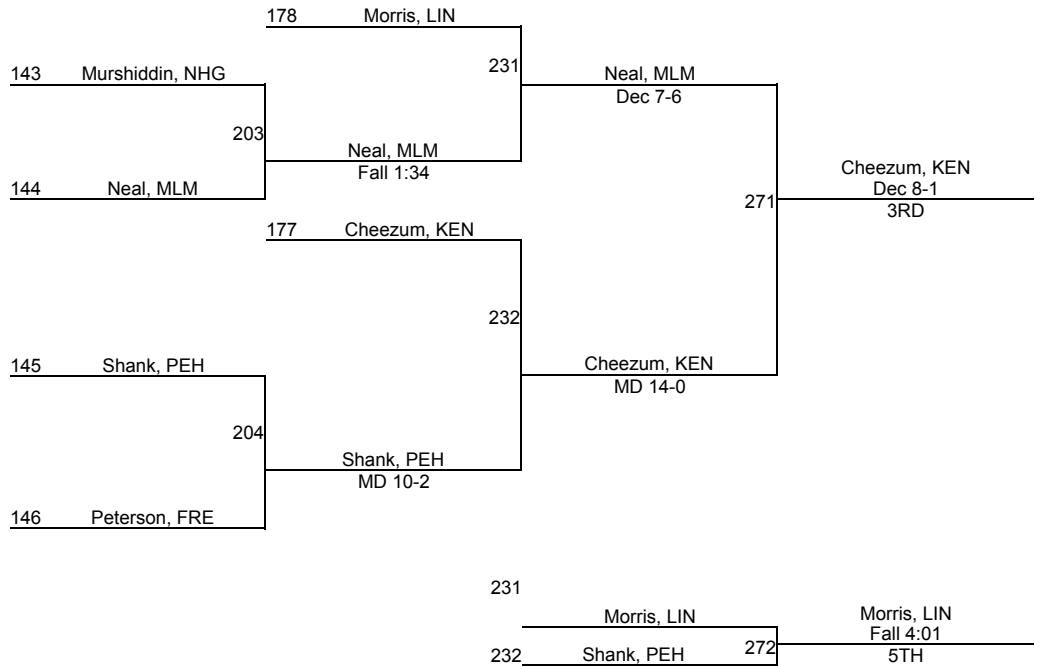 178 Morris, LIN
143 Murshiddin, NHG
231
Neal, MLM
Dec 7-6
203
Neal, MLM
Fall 1:34
144 Neal, MLM
Cheezum, KEN
Dec 8-1
3RD
271
177 Cheezum, KEN
232
145 Shank, PEH
Cheezum, KEN
MD 14-0
204
Shank, PEH
MD 10-2
146 Peterson, FRE
231
Morris, LIN
Morris, LIN
Fall 4:01
5TH
232 Shank, PEH 272